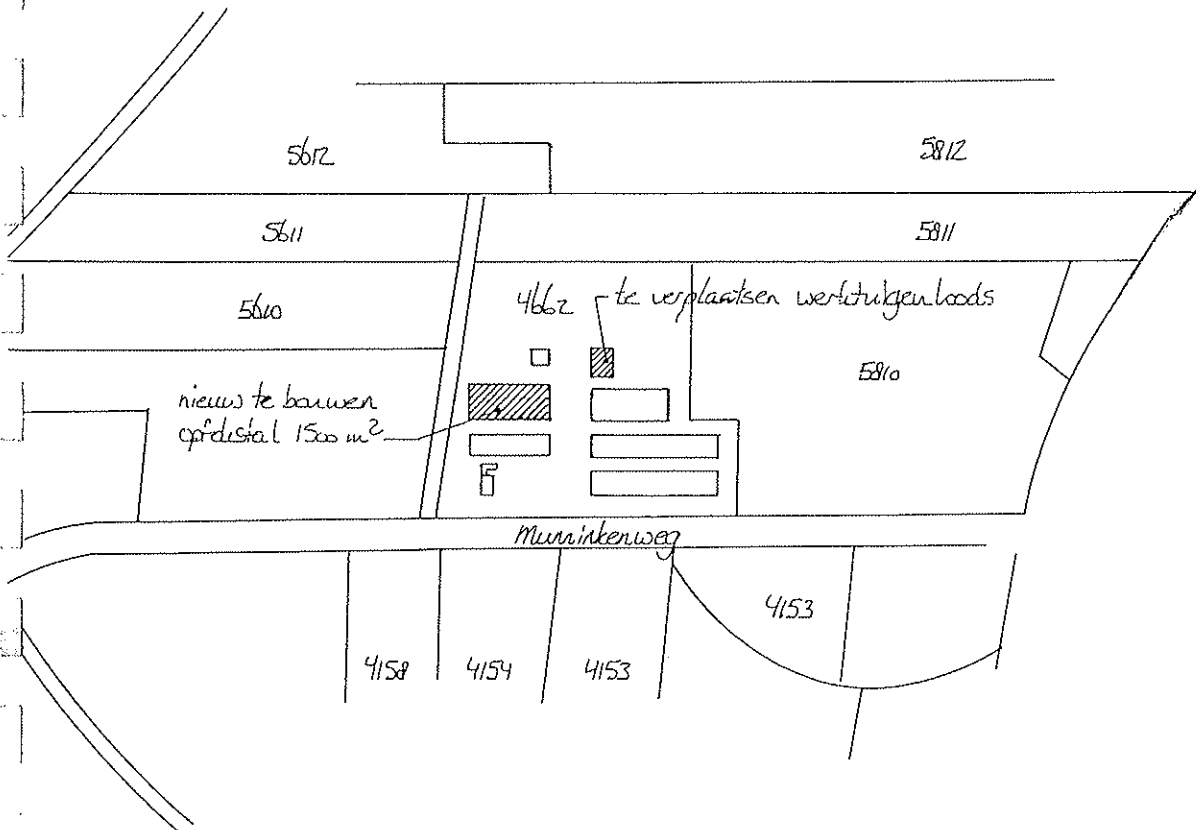 5612
5812
5611
5811
4662
te verplaatsen werktuigenloods
5610
5810
nieuw te bouwen
opfokstal 1500 m²
Munninkenweg
4153
4158
4154
4153